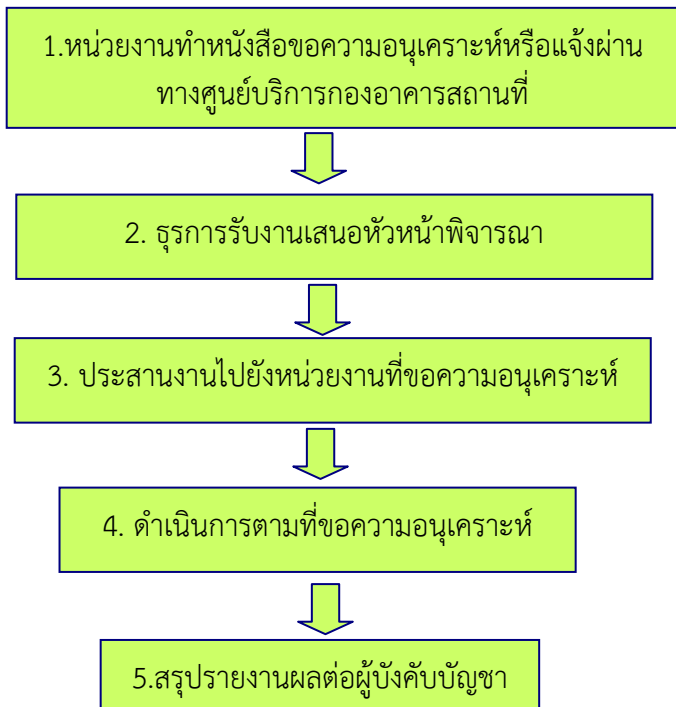 1.หน่วยงานทำหนังสือขอความอนุเคราะห์หรือแจ้งผ่าน
ทางศูนย์บริการกองอาคารสถานที่
2. ธุรการรับงานเสนอหัวหน้าพิจารณา
3. ประสานงานไปยังหน่วยงานที่ขอความอนุเคราะห์
4. ดำเนินการตามที่ขอความอนุเคราะห์
5.สรุปรายงานผลต่อผู้บังคับบัญชา